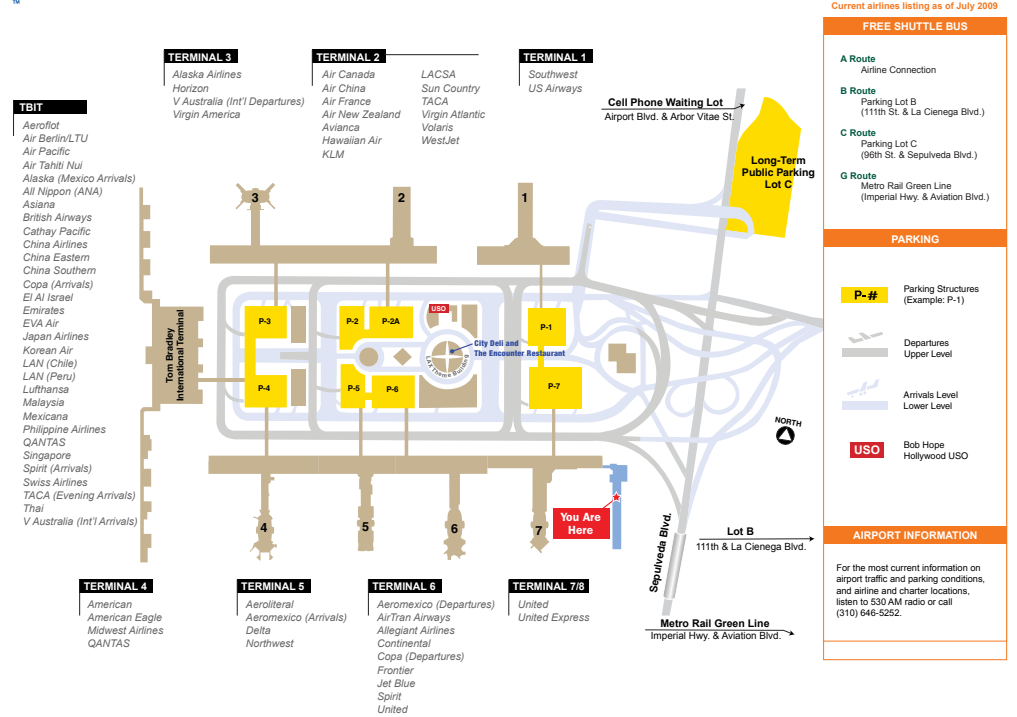 TM
Current airlines listing as of July 2009
TERMINAL 3
Alaska Airlines
Horizon
V Australia (Int'l Departures)
Virgin America
TERMINAL 2
Air Canada
Air China
Air France
Air New Zealand
Avianca
Hawaiian Air
KLM
LACSA
Sun Country
TACA
Virgin Atlantic
Volaris
WestJet
TERMINAL 1
Southwest
US Airways
TBIT
Aeroflot
Air Berlin/LTU
Air Pacific
Air Tahiti Nui
Alaska (Mexico Arrivals)
All Nippon (ANA)
Asiana
British Airways
Cathay Pacific
China Airlines
China Eastern
China Southern
Copa (Arrivals)
El Al Israel
Emirates
EVA Air
Japan Airlines
Korean Air
LAN (Chile)
LAN (Peru)
Lufthansa
Malaysia
Mexicana
Philippine Airlines
QANTAS
Singapore
Spirit (Arrivals)
Swiss Airlines
TACA (Evening Arrivals)
Thai
V Australia (Int'l Arrivals)
Cell Phone Waiting Lot
Airport Blvd. & Arbor Vitae St.
Long-Term
Public Parking
Lot C
3
2
1
Tom Bradley
International Terminal
P-3
P-2
P-2A
USO
P-1
City Deli and
The Encounter Restaurant
LAX Theme Building
P-4
P-5
P-6
P-7
NORTH
4
5
6
7
You Are
Here
Sepulveda Blvd.
Lot B
111th & La Cienega Blvd.
Metro Rail Green Line
Imperial Hwy. & Aviation Blvd.
TERMINAL 4
American
American Eagle
Midwest Airlines
QANTAS
TERMINAL 5
Aeroliteral
Aeromexico (Arrivals)
Delta
Northwest
TERMINAL 6
Aeromexico (Departures)
AirTran Airways
Allegiant Airlines
Continental
Copa (Departures)
Frontier
Jet Blue
Spirit
United
TERMINAL 7/8
United
United Express
FREE SHUTTLE BUS
A Route
Airline Connection
B Route
Parking Lot B
(111th St. & La Cienega Blvd.)
C Route
Parking Lot C
(96th St. & Sepulveda Blvd.)
G Route
Metro Rail Green Line
(Imperial Hwy. & Aviation Blvd.)
PARKING
P-#
Parking Structures
(Example: P-1)
Departures
Upper Level
Arrivals Level
Lower Level
USO
Bob Hope
Hollywood USO
AIRPORT INFORMATION
For the most current information on
airport traffic and parking conditions,
and airline and charter locations,
listen to 530 AM radio or call
(310) 646-5252.